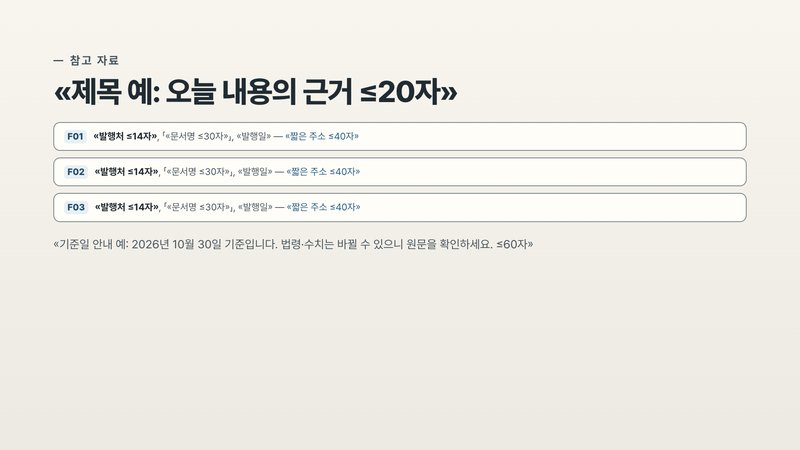 — 참고 자료
«제목 예: 오늘 내용의 근거 ≤20자»
F01 «발행처 ≤14자», 「«문서명 ≤30자»」, «발행일» — «짧은 주소 ≤40자»
F02 «발행처 ≤14자», 「«문서명 ≤30자»」, «발행일» — «짧은 주소 ≤40자»
F03 «발행처 ≤14자», 「«문서명 ≤30자»」, «발행일» — «짧은 주소 ≤40자»
«기준일 안내 예: 2026년 10월 30일 기준입니다. 법령·수치는 바뀔 수 있으니 원문을 확인하세요. ≤60자»